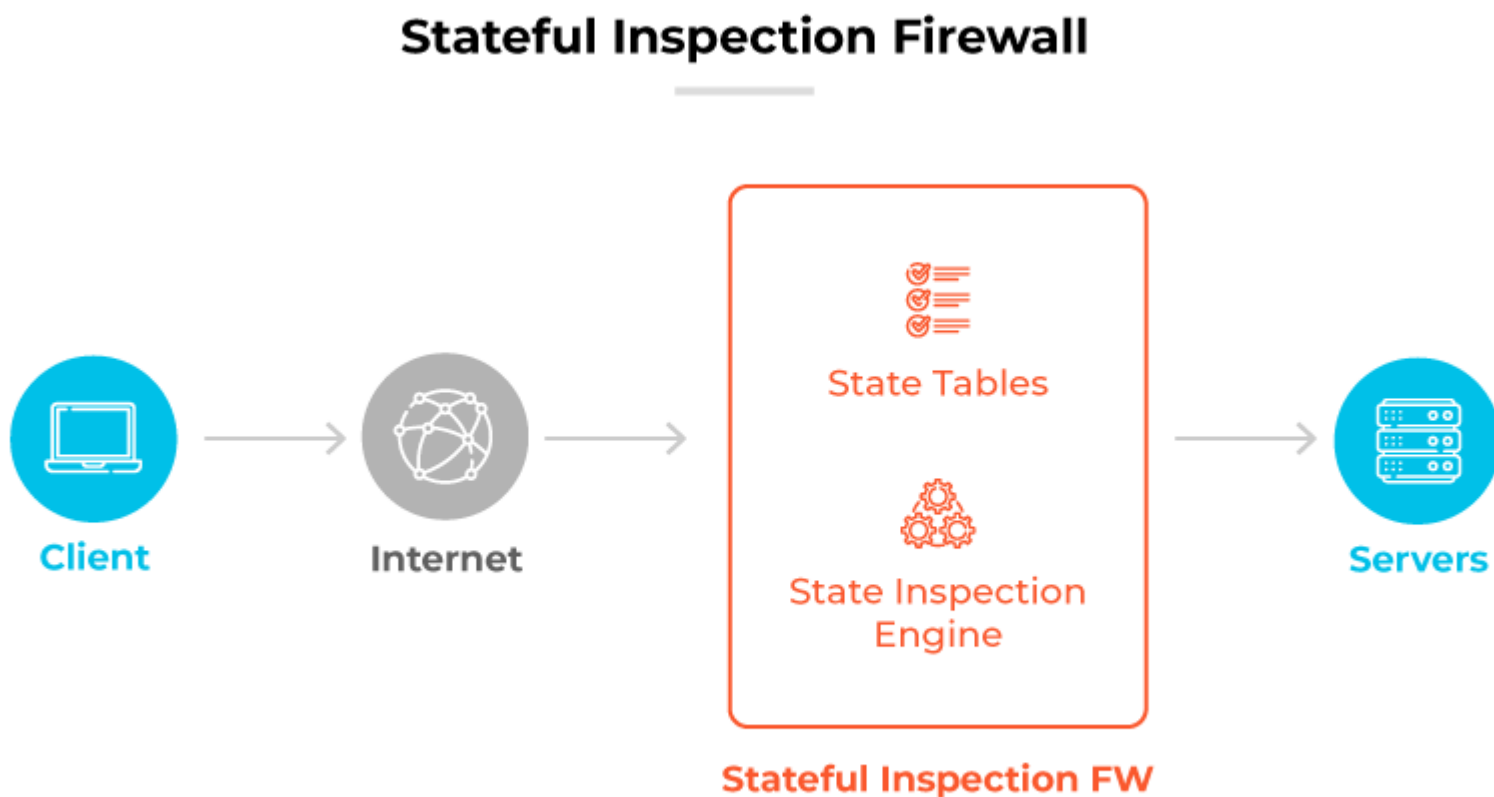 Stateful Inspection Firewall
State Tables
State Inspection
Engine
Client
Internet
Servers
Stateful Inspection FW